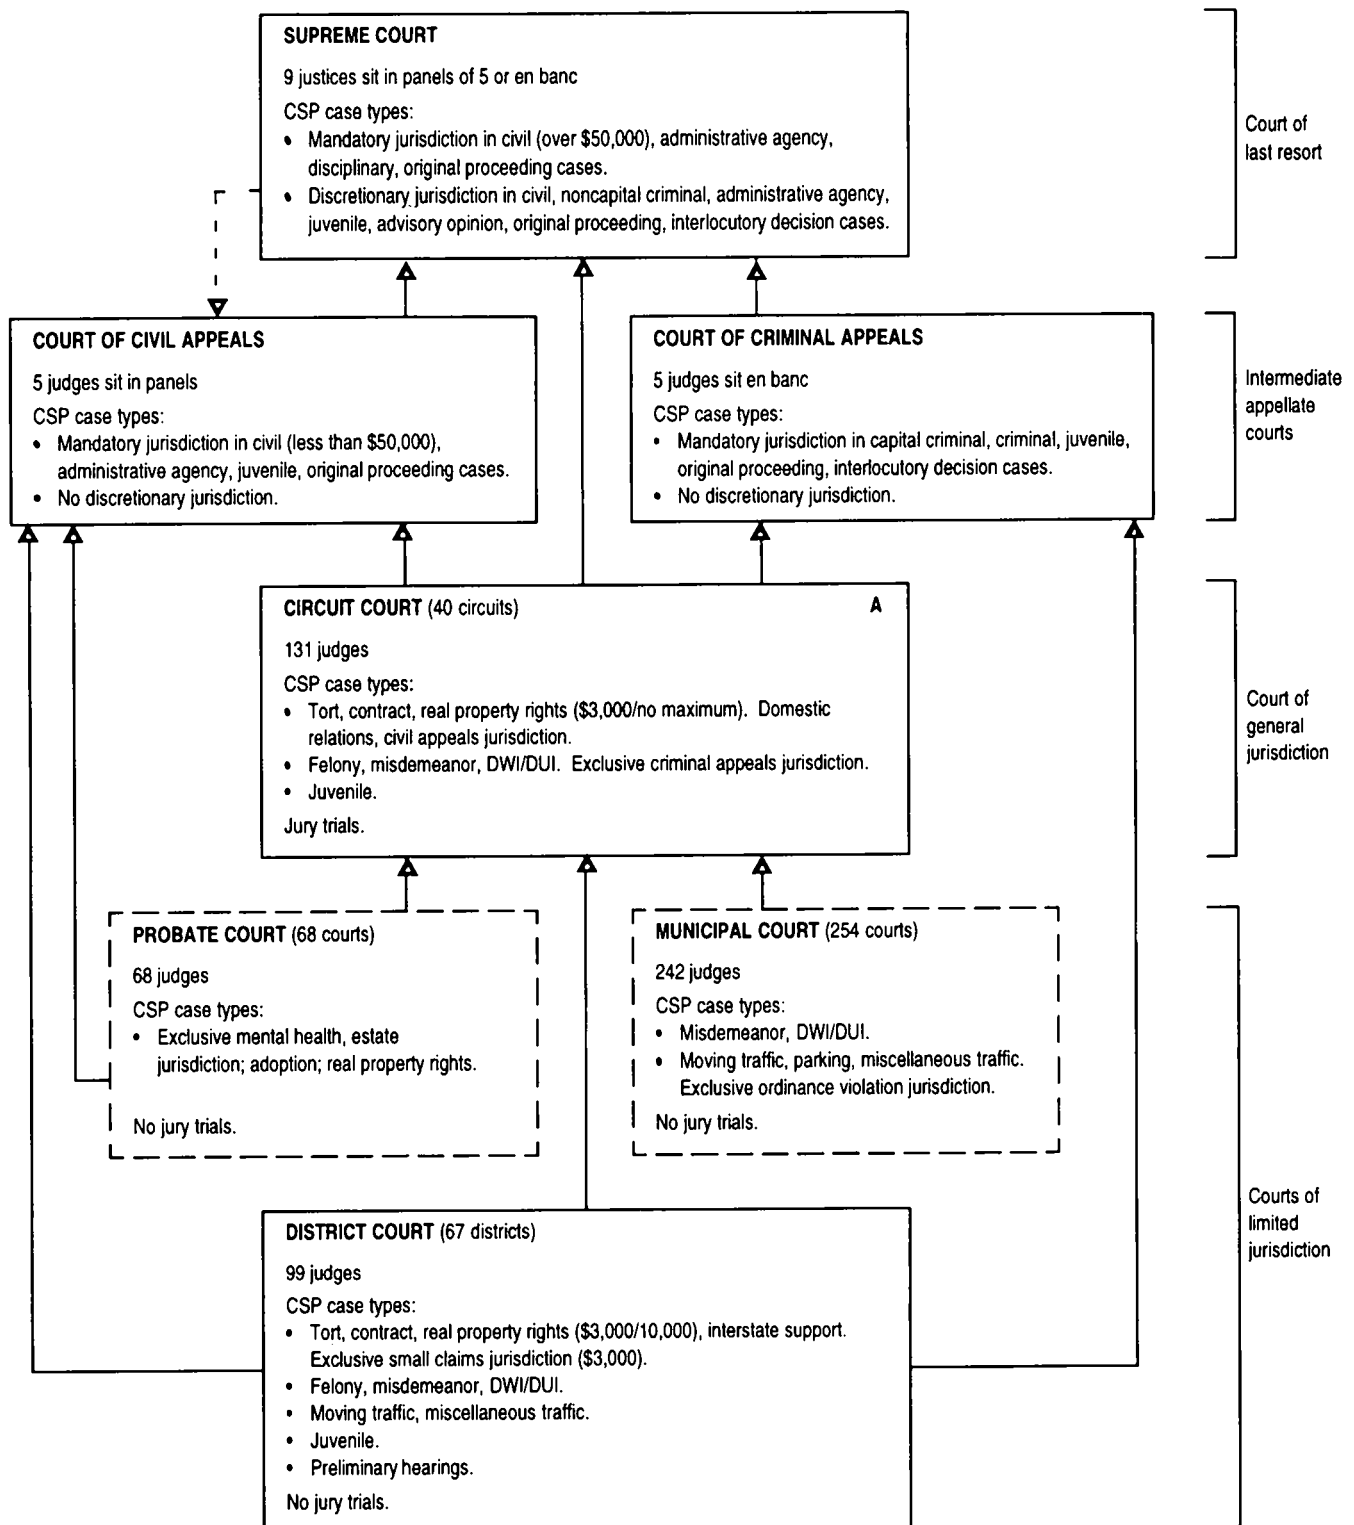 SUPREME COURT
9 justices sit in panels of 5 or en banc
CSP case types:
• Mandatory jurisdiction in civil (over $50,000), administrative agency,
disciplinary, original proceeding cases.
• Discretionary jurisdiction in civil, noncapital criminal, administrative agency,
juvenile, advisory opinion, original proceeding, interlocutory decision cases.
Court of
last resort
COURT OF CIVIL APPEALS
5 judges sit in panels
CSP case types:
• Mandatory jurisdiction in civil (less than $50,000),
administrative agency, juvenile, original proceeding cases.
• No discretionary jurisdiction.
COURT OF CRIMINAL APPEALS
5 judges sit en banc
CSP case types:
• Mandatory jurisdiction in capital criminal, criminal, juvenile,
original proceeding, interlocutory decision cases.
• No discretionary jurisdiction.
Intermediate
appellate
courts
CIRCUIT COURT (40 circuits) A
131 judges
CSP case types:
• Tort, contract, real property rights ($3,000/no maximum). Domestic
relations, civil appeals jurisdiction.
• Felony, misdemeanor, DWI/DUI. Exclusive criminal appeals jurisdiction.
• Juvenile.
Jury trials.
Court of
general
jurisdiction
PROBATE COURT (68 courts)
68 judges
CSP case types:
• Exclusive mental health, estate
jurisdiction; adoption; real property rights.
No jury trials.
MUNICIPAL COURT (254 courts)
242 judges
CSP case types:
• Misdemeanor, DWI/DUI.
• Moving traffic, parking, miscellaneous traffic.
Exclusive ordinance violation jurisdiction.
No jury trials.
DISTRICT COURT (67 districts)
99 judges
CSP case types:
• Tort, contract, real property rights ($3,000/10,000), interstate support.
Exclusive small claims jurisdiction ($3,000).
• Felony, misdemeanor, DWI/DUI.
• Moving traffic, miscellaneous traffic.
• Juvenile.
• Preliminary hearings.
No jury trials.
Courts of
limited
jurisdiction